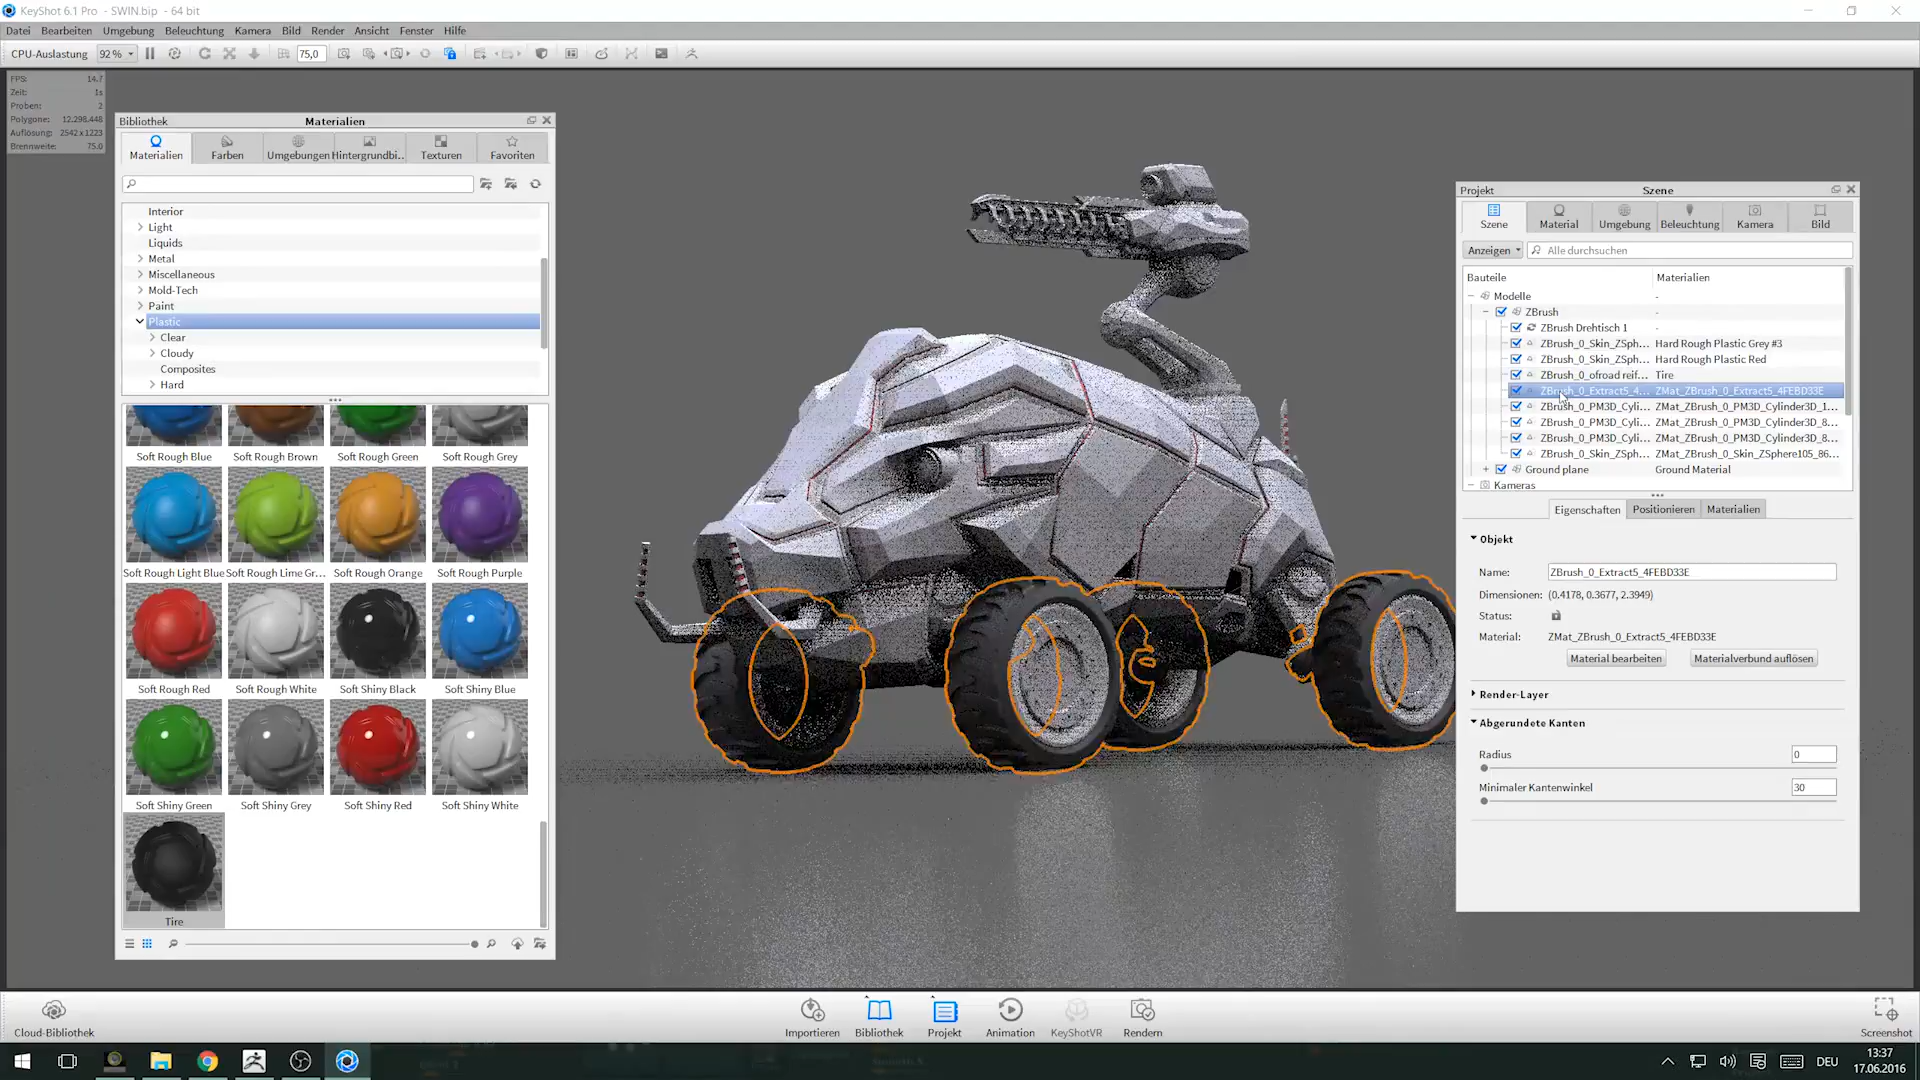 KeyShot 6.1 Pro - SWIN.bip - 64 bit
Datei Bearbeiten Umgebung Beleuchtung Kamera Bild Render Ansicht Fenster Hilfe
CPU-Auslastung 92 % 75,0
FPS: 14.7
Zeit: 1s
Proben: 2
Polygone: 12.298.448
Auflösung: 2542x1223
Brennweite: 75.0
Bibliothek Materialien
Materialien Farben Umgebungen Hintergrundbi... Texturen Favoriten
Interior
Light
Liquids
Metal
Miscellaneous
Mold-Tech
Paint
Plastic
Clear
Cloudy
Composites
Hard
Soft Rough Blue Soft Rough Brown Soft Rough Green Soft Rough Grey
Soft Rough Light Blue Soft Rough Lime Gr... Soft Rough Orange Soft Rough Purple
Soft Rough Red Soft Rough White Soft Shiny Black Soft Shiny Blue
Soft Shiny Green Soft Shiny Grey Soft Shiny Red Soft Shiny White
Tire
Projekt Szene
Szene Material Umgebung Beleuchtung Kamera Bild
Anzeigen Alle durchsuchen
Bauteile Materialien
Modelle -
ZBrush -
ZBrush Drehtisch 1 -
ZBrush_0_Skin_ZSph... Hard Rough Plastic Grey #3
ZBrush_0_Skin_ZSph... Hard Rough Plastic Red
ZBrush_0_ofroad reif... Tire
ZBrush_0_Extract5_4... ZMat_ZBrush_0_Extract5_4FEBD33E
ZBrush_0_PM3D_Cyli... ZMat_ZBrush_0_PM3D_Cylinder3D_1...
ZBrush_0_PM3D_Cyli... ZMat_ZBrush_0_PM3D_Cylinder3D_8...
ZBrush_0_PM3D_Cyli... ZMat_ZBrush_0_PM3D_Cylinder3D_8...
ZBrush_0_Skin_ZSph... ZMat_ZBrush_0_Skin_ZSphere105_86...
Ground plane Ground Material
Kameras
Eigenschaften Positionieren Materialien
Objekt
Name: ZBrush_0_Extract5_4FEBD33E
Dimensionen: (0.4178, 0.3677, 2.3949)
Status:
Material: ZMat_ZBrush_0_Extract5_4FEBD33E
Material bearbeiten Materialverbund auflösen
Render-Layer
Abgerundete Kanten
Radius 0
Minimaler Kantenwinkel 30
Cloud-Bibliothek Importieren Bibliothek Projekt Animation KeyShotVR Rendern Screenshot
DEU 13:37
17.06.2016